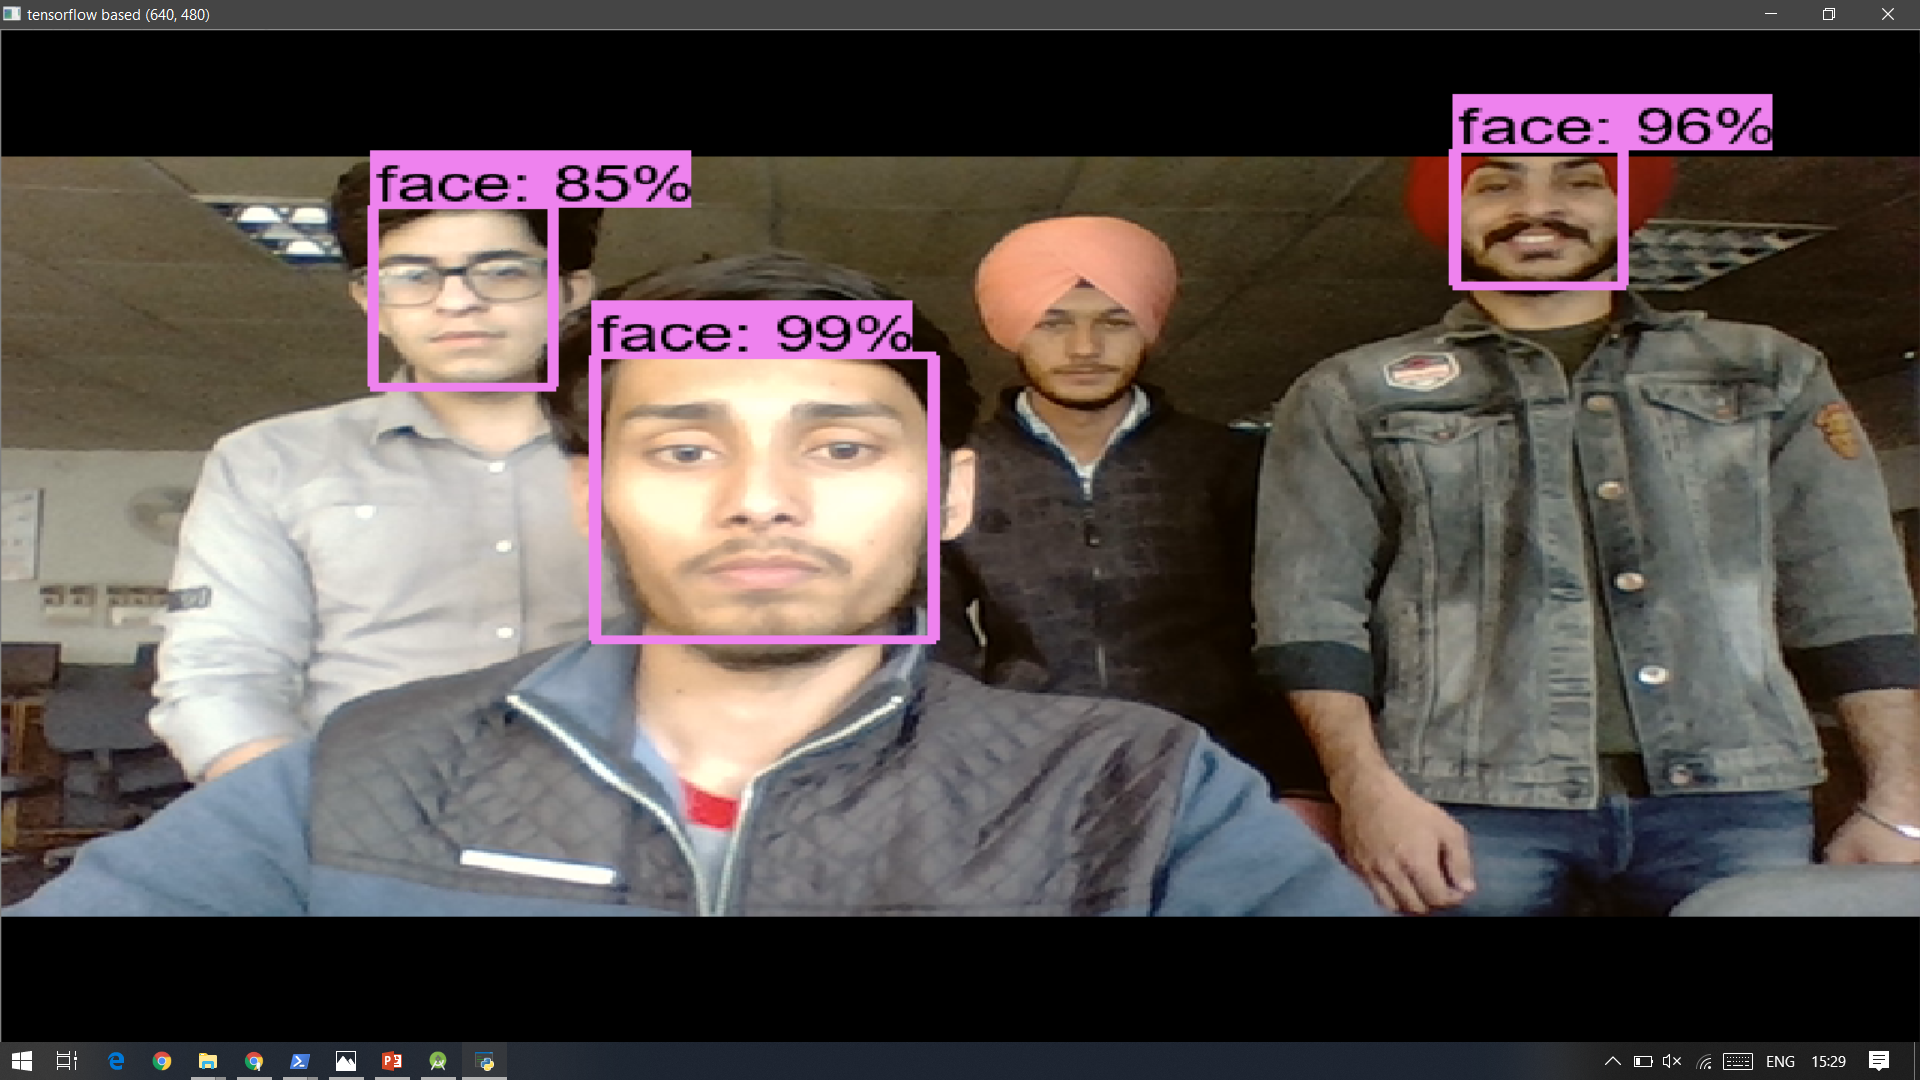 tensorflow based (640, 480)
face: 96%
face: 85%
face: 99%
ENG
15:29